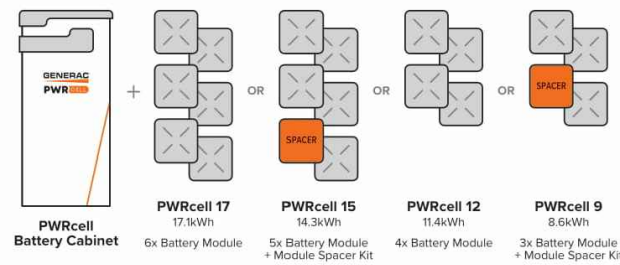 GENERAC
PWRCELL
PWRcell
Battery Cabinet
+
OR
OR
OR
SPACER
SPACER
PWRcell 17
17.1kWh
6x Battery Module
PWRcell 15
14.3kWh
5x Battery Module
+ Module Spacer Kit
PWRcell 12
11.4kWh
4x Battery Module
PWRcell 9
8.6kWh
3x Battery Module
+ Module Spacer Kit